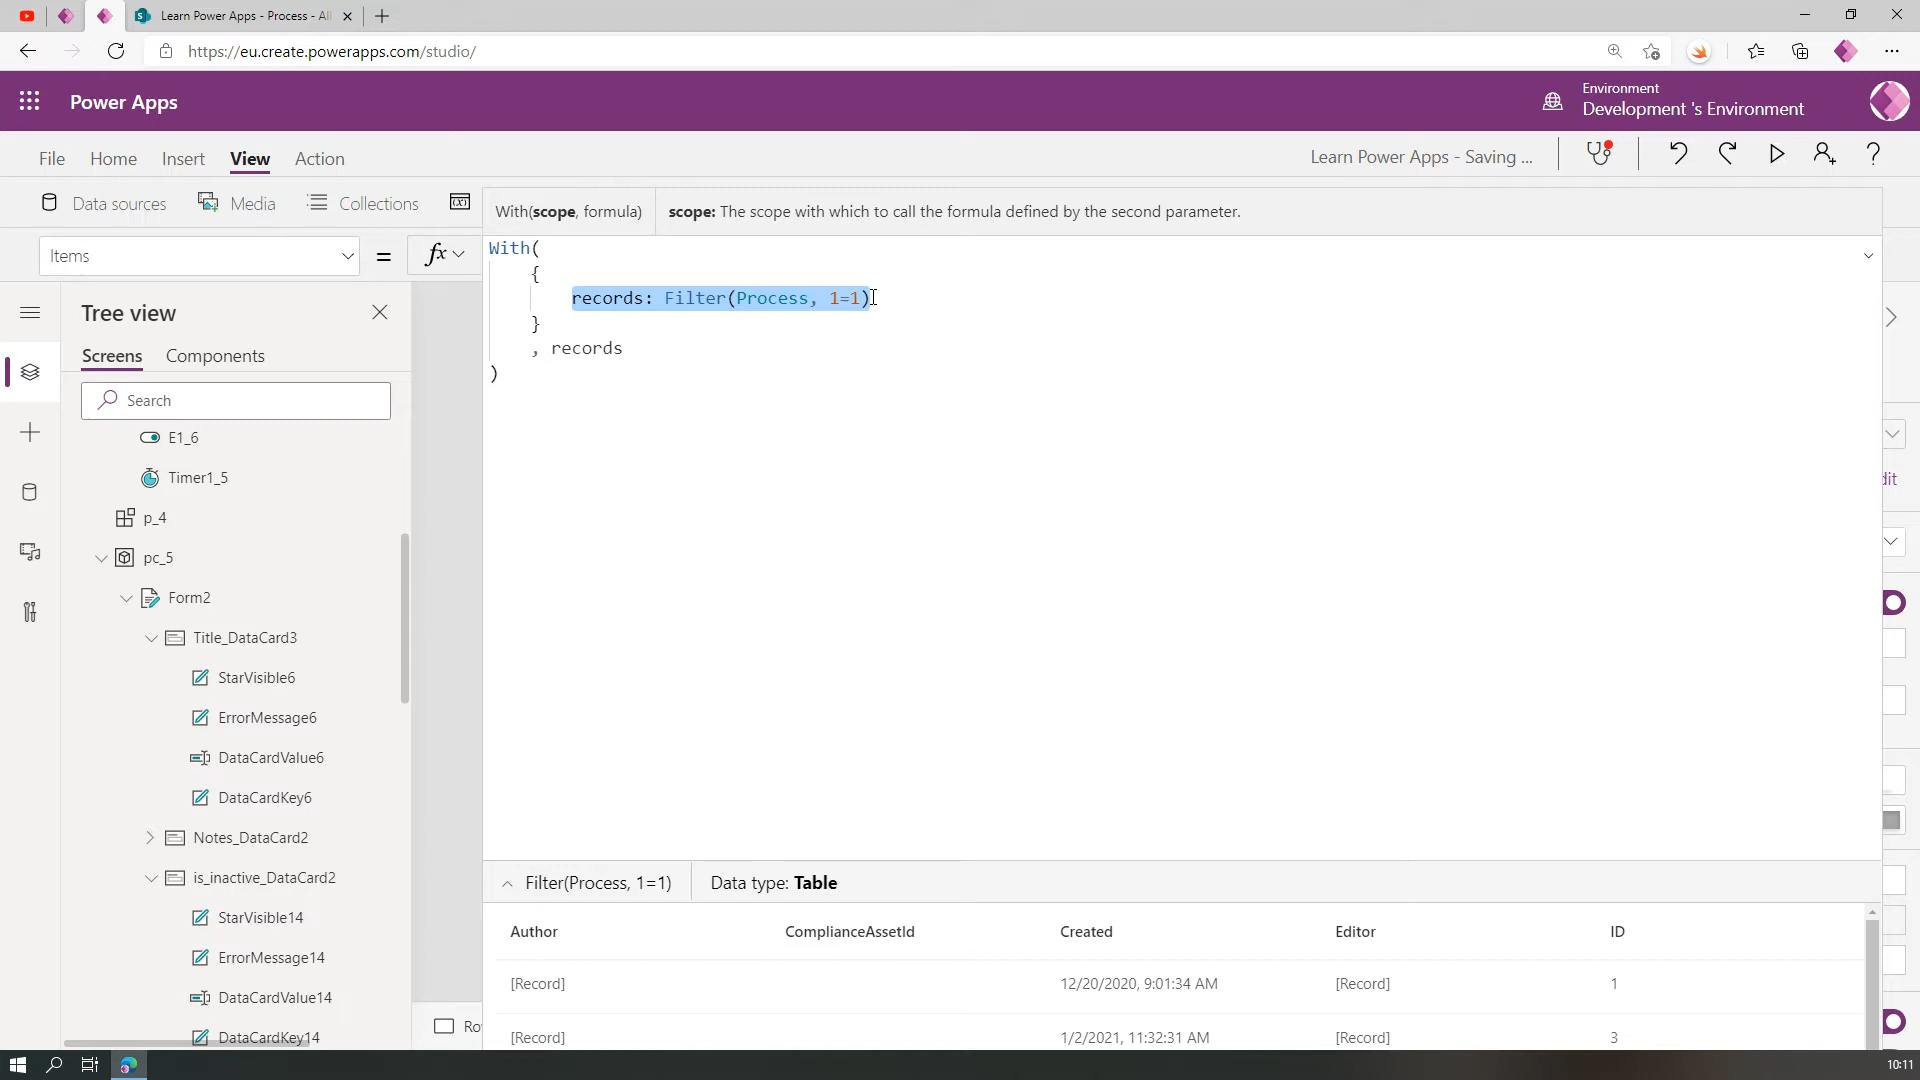 Learn Power Apps - Process - All
https://eu.create.powerapps.com/studio/
Power Apps
Environment
Development 's Environment
File
Home
Insert
View
Action
Learn Power Apps - Saving ...
Data sources
Media
Collections
With(scope, formula)
scope: The scope with which to call the formula defined by the second parameter.
Items
=
fx
With(
{
records: Filter(Process, 1=1)
}
, records
)
Tree view
Screens
Components
Search
E1_6
Timer1_5
p_4
pc_5
Form2
Title_DataCard3
StarVisible6
ErrorMessage6
DataCardValue6
DataCardKey6
Notes_DataCard2
is_inactive_DataCard2
StarVisible14
ErrorMessage14
DataCardValue14
DataCardKey14
dit
Filter(Process, 1=1)
Data type: Table
Author
ComplianceAssetId
Created
Editor
ID
[Record]
12/20/2020, 9:01:34 AM
[Record]
1
[Record]
1/2/2021, 11:32:31 AM
[Record]
3
Ro
10:11